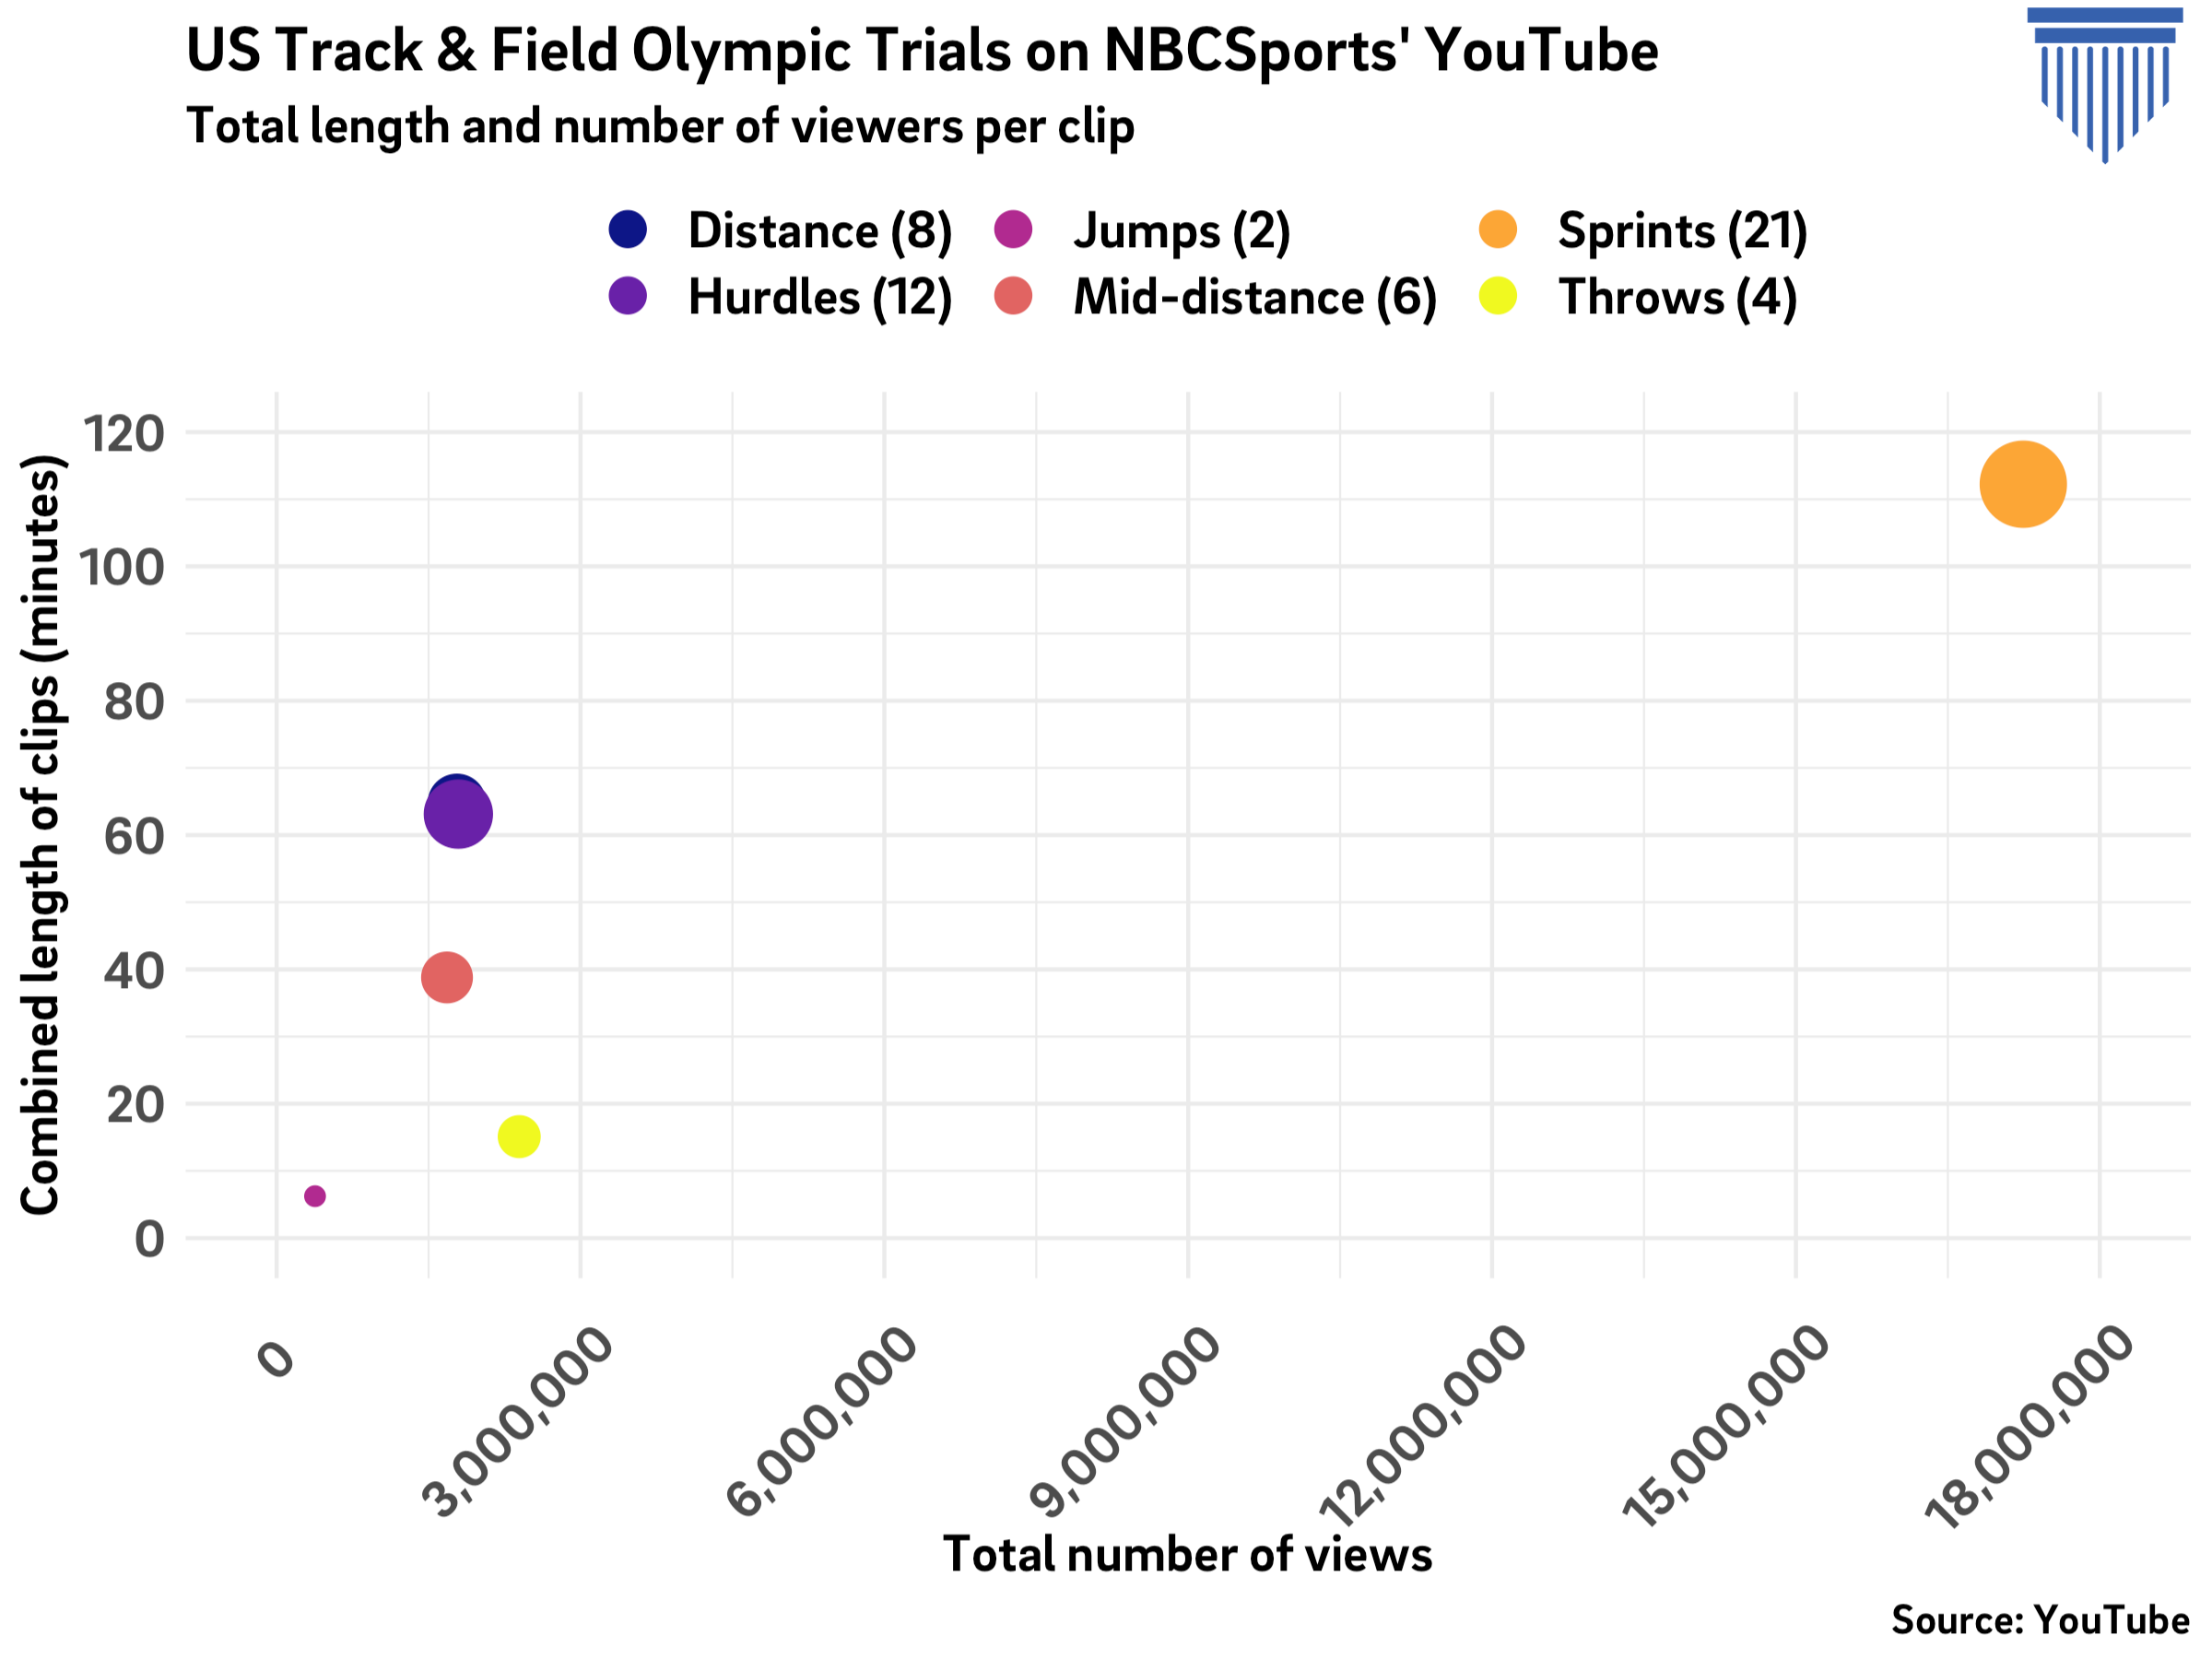 US Track & Field Olympic Trials on NBCSports' YouTube
Total length and number of viewers per clip
Distance (8) Jumps (2) Sprints (21)
Hurdles (12) Mid-distance (6) Throws (4)
Combined length of clips (minutes)
120
100
80
60
40
20
0
0 3,000,000 6,000,000 9,000,000 12,000,000 15,000,000 18,000,000
Total number of views
Source: YouTube